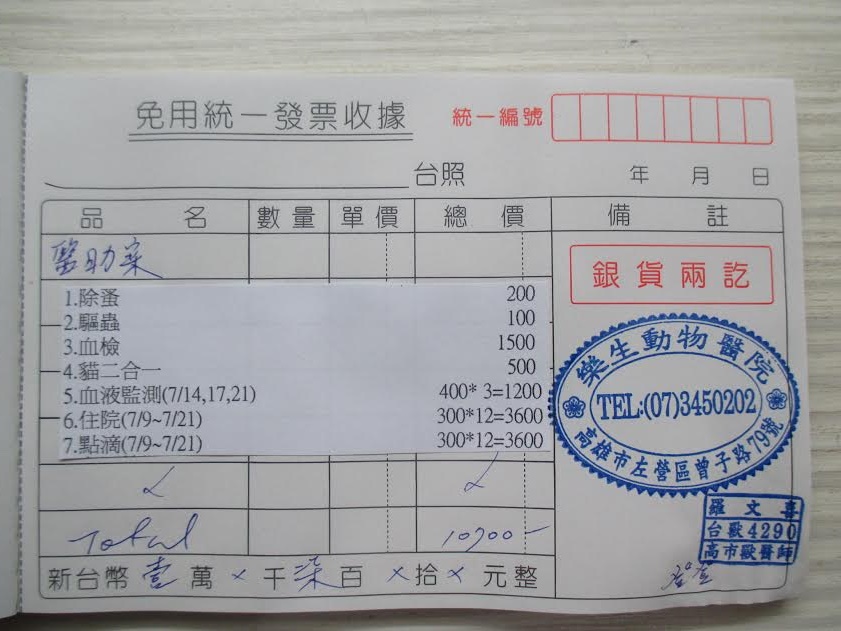 免用統一發票收據 統一編號
台照 年 月 日
品名 數量 單價 總價 備註
醫助案
銀貨兩訖
1.除蚤 200
2.驅蟲 100
3.血檢 1500
4.貓二合一 500
5.血液監測(7/14,17,21) 400* 3=1200
6.住院(7/9~7/21) 300*12=3600
7.點滴(7/9~7/21) 300*12=3600
樂生動物醫院
TEL:(07)3450202
高雄市左營區曾子路79號
Total 10700-
羅文喜
台獸4290
高市獸醫師
新台幣壹萬×千柒百×拾×元整